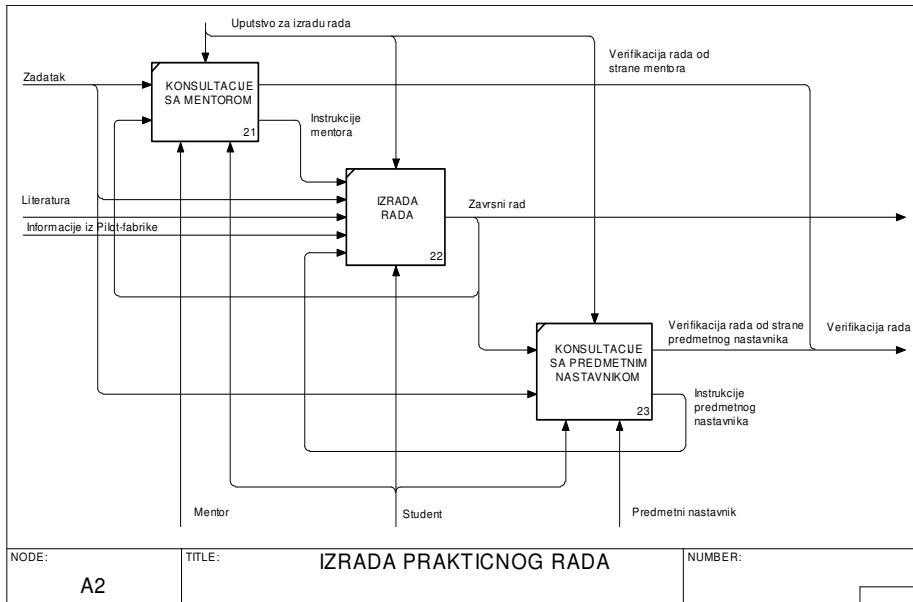 Uputstvo za izradu rada
Zadatak
KONSULTACIJE
SA MENTOROM
21
Verifikacija rada od
strane mentora
Instrukcije
mentora
Literatura
Informacije iz Pilot-fabrike
IZRADA
RADA
22
Zavrsni rad
KONSULTACIJE
SA PREDMETNIM
NASTAVNIKOM
23
Verifikacija rada od strane
predmetnog nastavnika
Verifikacija rada
Instrukcije
predmetnog
nastavnika
Mentor
Student
Predmetni nastavnik
NODE:
A2
TITLE:
IZRADA PRAKTICNOG RADA
NUMBER: